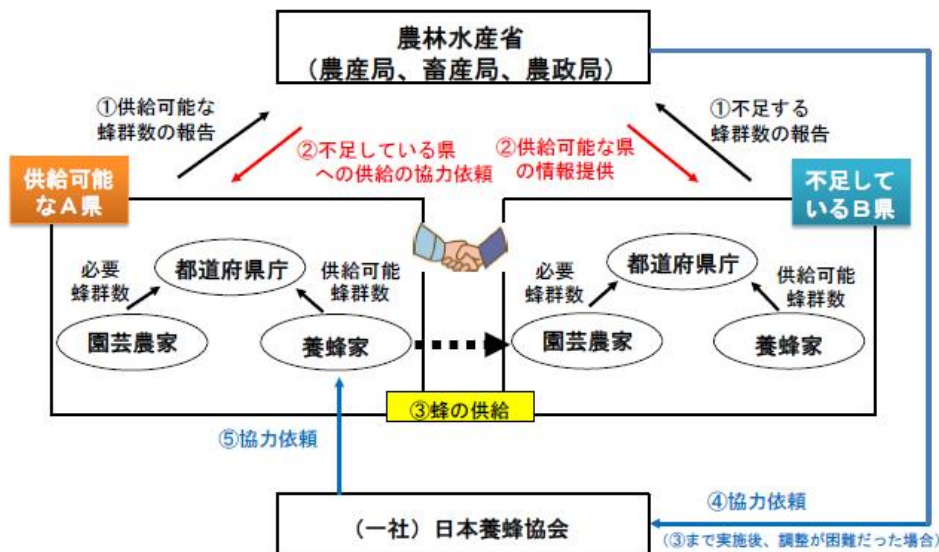 農林水産省
（農産局、畜産局、農政局）
①供給可能な
蜂群数の報告
①不足する
蜂群数の報告
②不足している県
への供給の協力依頼
②供給可能な県
の情報提供
供給可能
なＡ県
不足して
いるＢ県
必要
蜂群数
都道府県庁
供給可能
蜂群数
園芸農家
養蜂家
必要
蜂群数
都道府県庁
供給可能
蜂群数
園芸農家
養蜂家
③蜂の供給
⑤協力依頼
④協力依頼
（③まで実施後、調整が困難だった場合）
（一社）日本養蜂協会